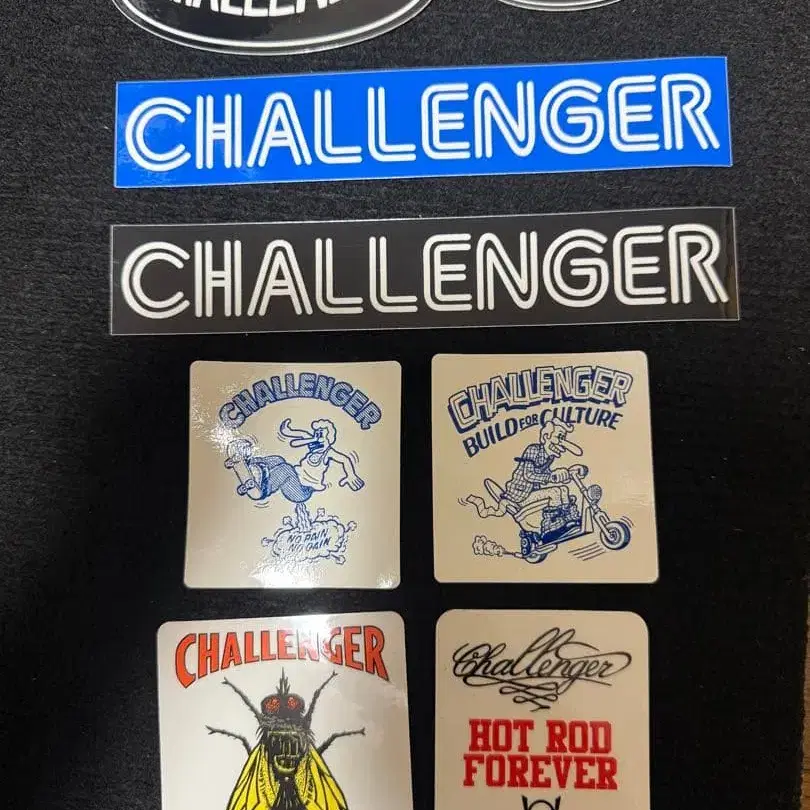 CHALLENGER
CHALLENGER
CHALLENGER
NO PAIN
NO GAIN
CHALLENGER
BUILD FOR CULTURE
CHALLENGER
Challenger
HOT ROD
FOREVER